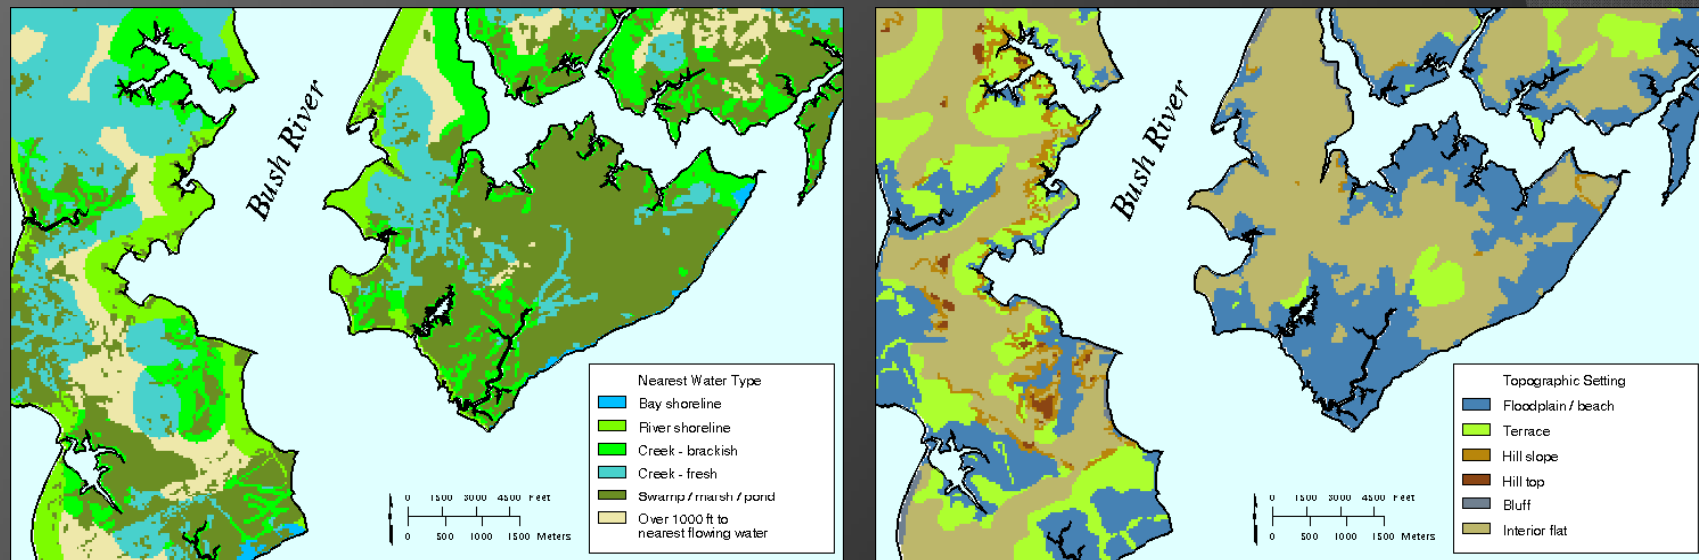 Bush River
Nearest Water Type
Bay shoreline
River shoreline
Creek - brackish
Creek - fresh
Swamp / marsh / pond
Over 1000 ft to
nearest flowing water
0 1500 3000 4500 Feet
0 500 1000 1500 Meters
Bush River
Topographic Setting
Floodplain / beach
Terrace
Hill slope
Hill top
Bluff
Interior flat
0 1500 3000 4500 Feet
0 500 1000 1500 Meters